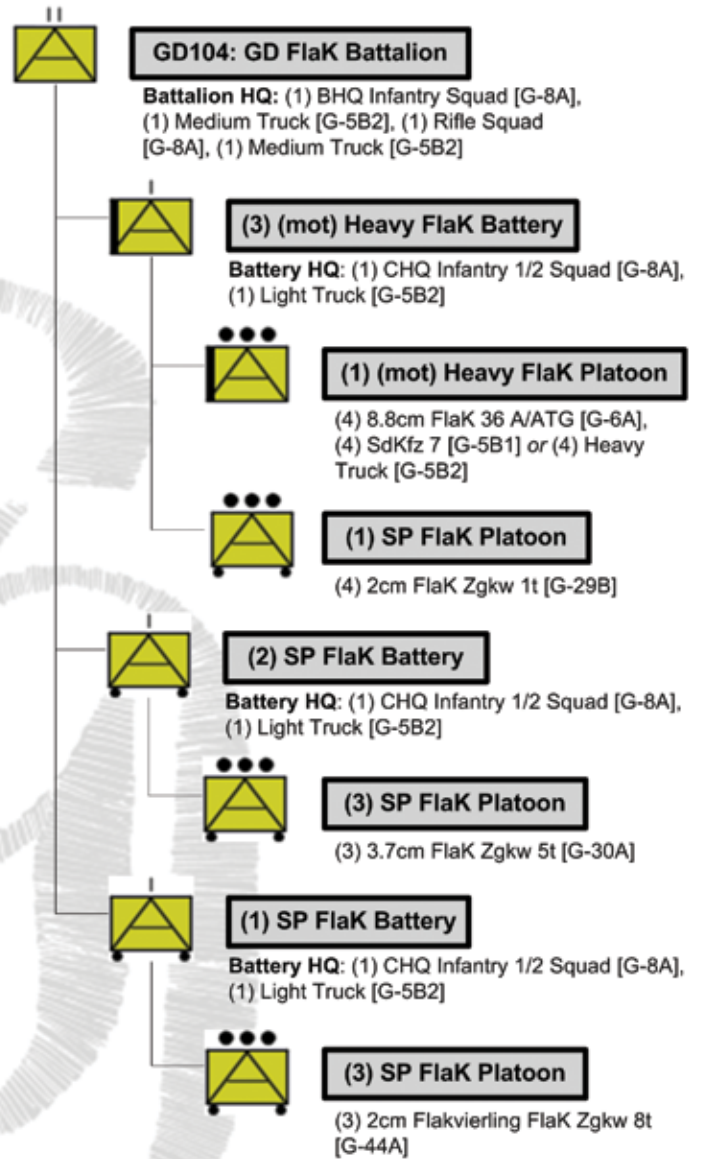 GD104: GD FlaK Battalion
Battalion HQ: (1) BHQ Infantry Squad [G-8A],
(1) Medium Truck [G-5B2], (1) Rifle Squad
[G-8A], (1) Medium Truck [G-5B2]
(3) (mot) Heavy FlaK Battery
Battery HQ: (1) CHQ Infantry 1/2 Squad [G-8A],
(1) Light Truck [G-5B2]
(1) (mot) Heavy FlaK Platoon
(4) 8.8cm FlaK 36 A/ATG [G-6A],
(4) SdKfz 7 [G-5B1] or (4) Heavy
Truck [G-5B2]
(1) SP FlaK Platoon
(4) 2cm FlaK Zgkw 1t [G-29B]
(2) SP FlaK Battery
Battery HQ: (1) CHQ Infantry 1/2 Squad [G-8A],
(1) Light Truck [G-5B2]
(3) SP FlaK Platoon
(3) 3.7cm FlaK Zgkw 5t [G-30A]
(1) SP FlaK Battery
Battery HQ: (1) CHQ Infantry 1/2 Squad [G-8A],
(1) Light Truck [G-5B2]
(3) SP FlaK Platoon
(3) 2cm Flakvierling FlaK Zgkw 8t
[G-44A]